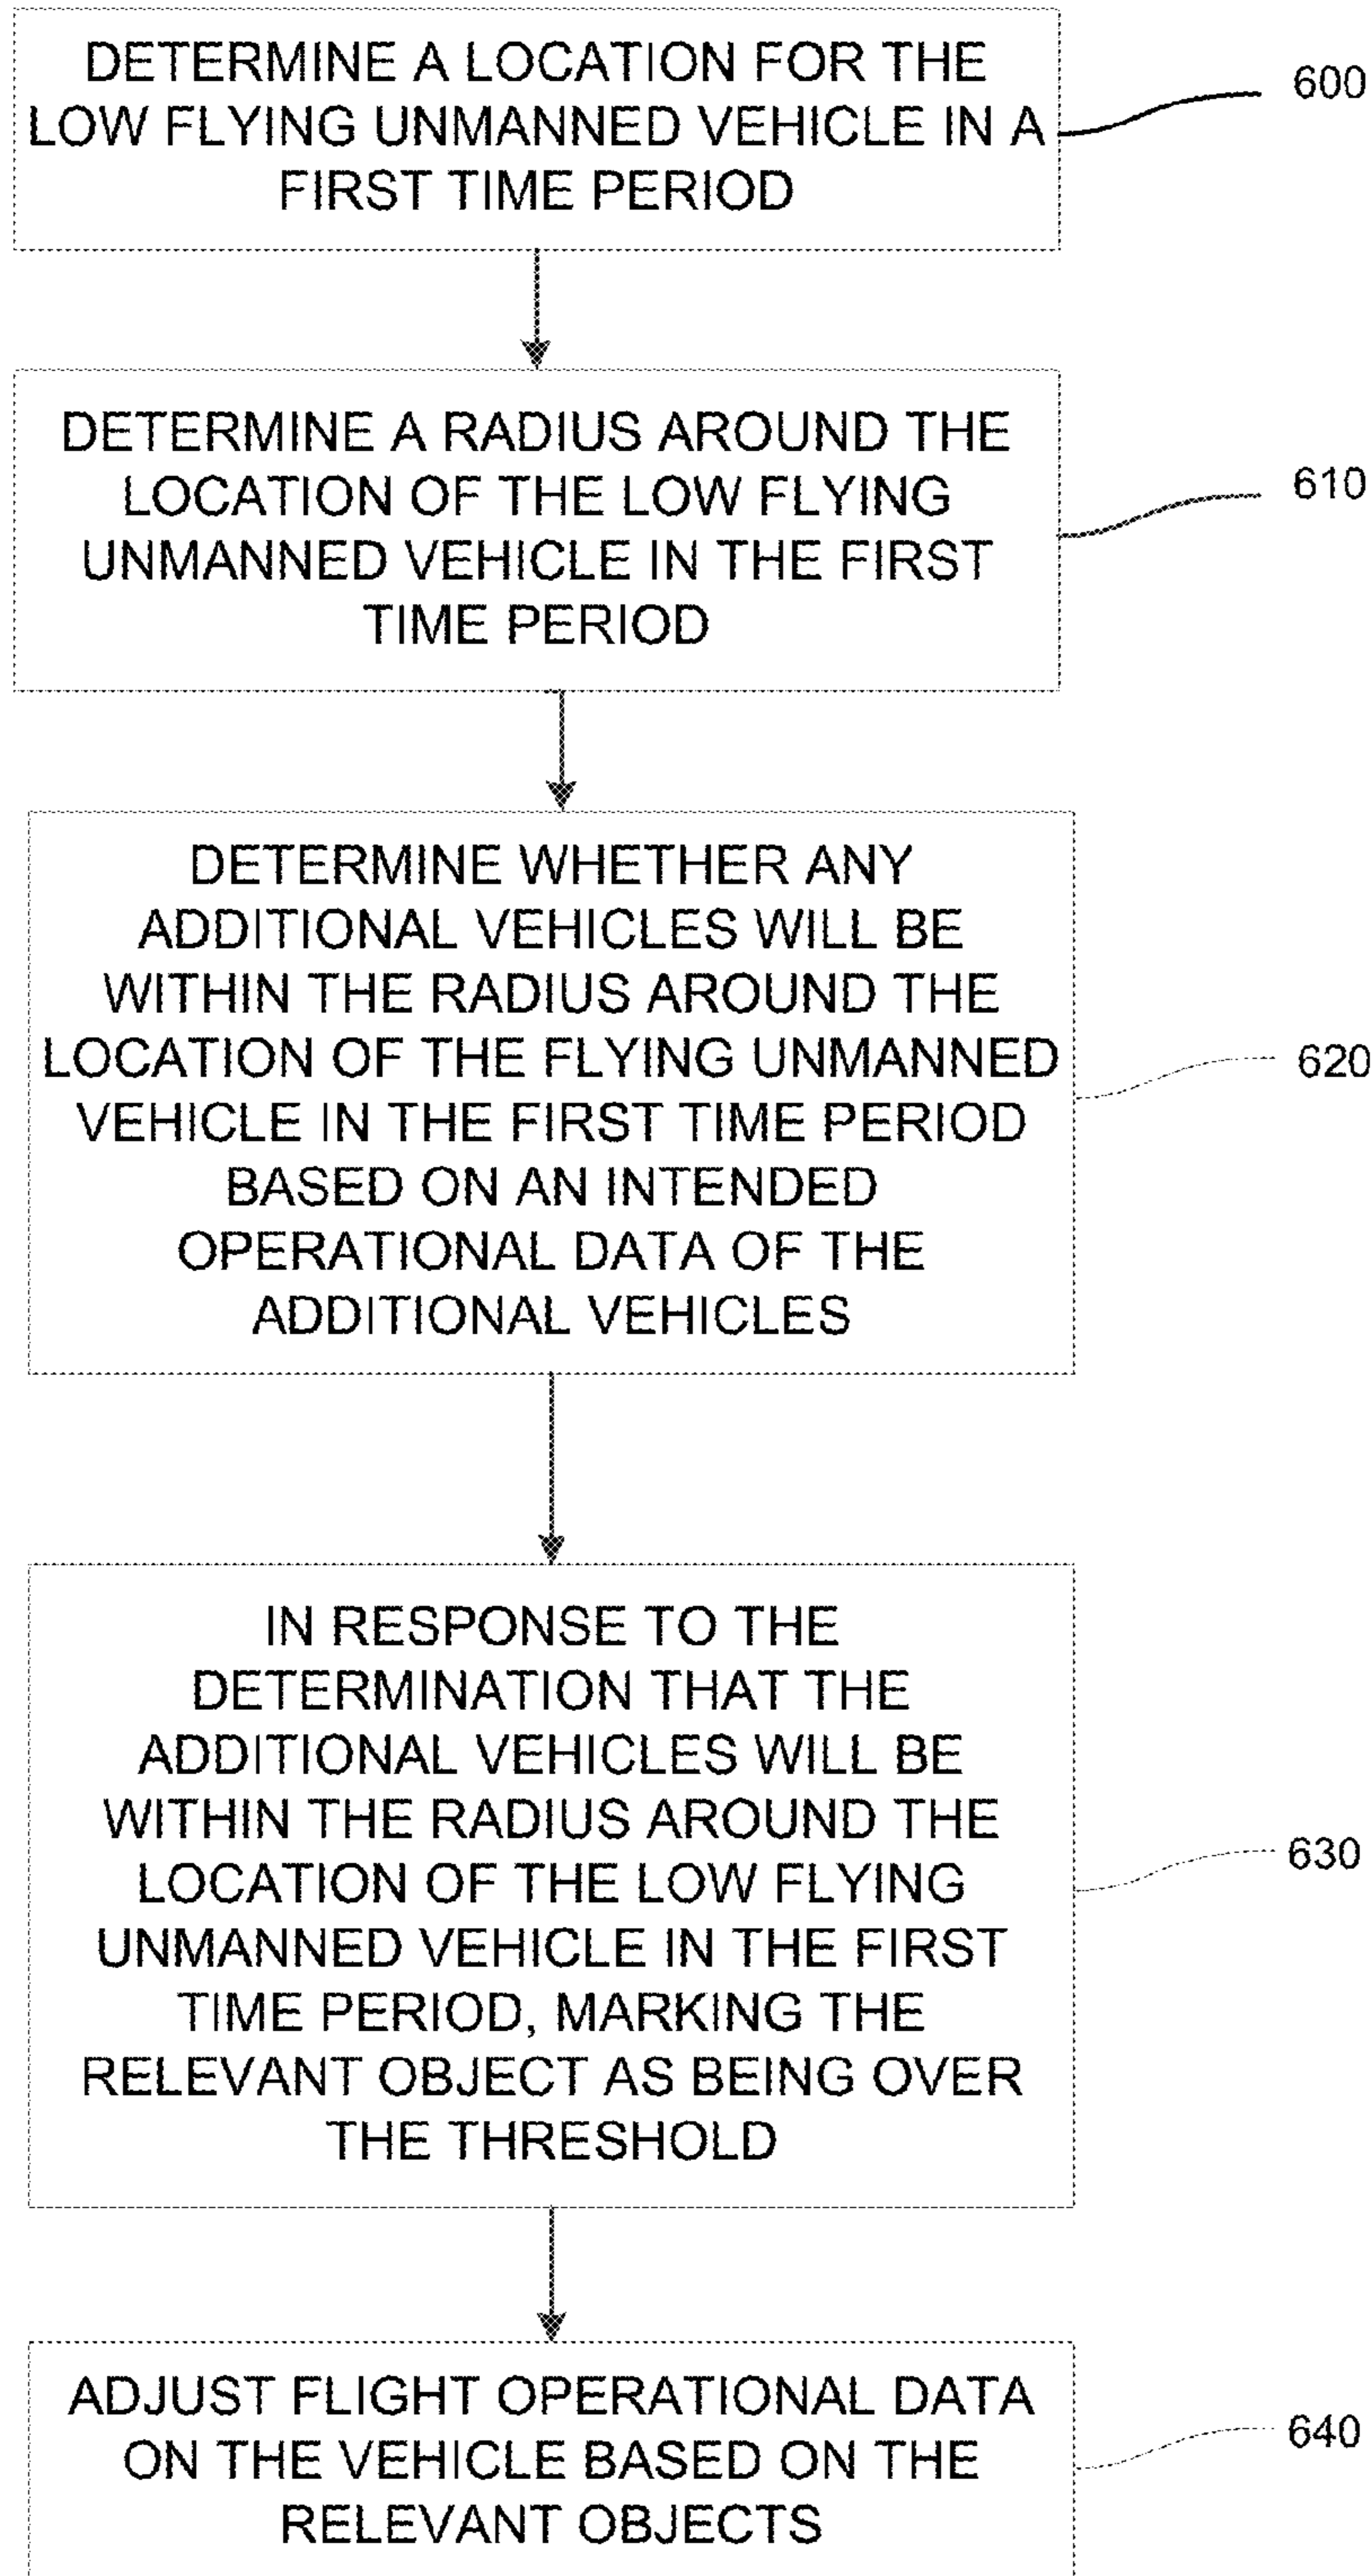 DETERMINE A LOCATION FOR THE
LOW FLYING UNMANNED VEHICLE IN A
FIRST TIME PERIOD
600
DETERMINE A RADIUS AROUND THE
LOCATION OF THE LOW FLYING
UNMANNED VEHICLE IN THE FIRST
TIME PERIOD
610
DETERMINE WHETHER ANY
ADDITIONAL VEHICLES WILL BE
WITHIN THE RADIUS AROUND THE
LOCATION OF THE FLYING UNMANNED
VEHICLE IN THE FIRST TIME PERIOD
BASED ON AN INTENDED
OPERATIONAL DATA OF THE
ADDITIONAL VEHICLES
620
IN RESPONSE TO THE
DETERMINATION THAT THE
ADDITIONAL VEHICLES WILL BE
WITHIN THE RADIUS AROUND THE
LOCATION OF THE LOW FLYING
UNMANNED VEHICLE IN THE FIRST
TIME PERIOD, MARKING THE
RELEVANT OBJECT AS BEING OVER
THE THRESHOLD
630
ADJUST FLIGHT OPERATIONAL DATA
ON THE VEHICLE BASED ON THE
RELEVANT OBJECTS
640